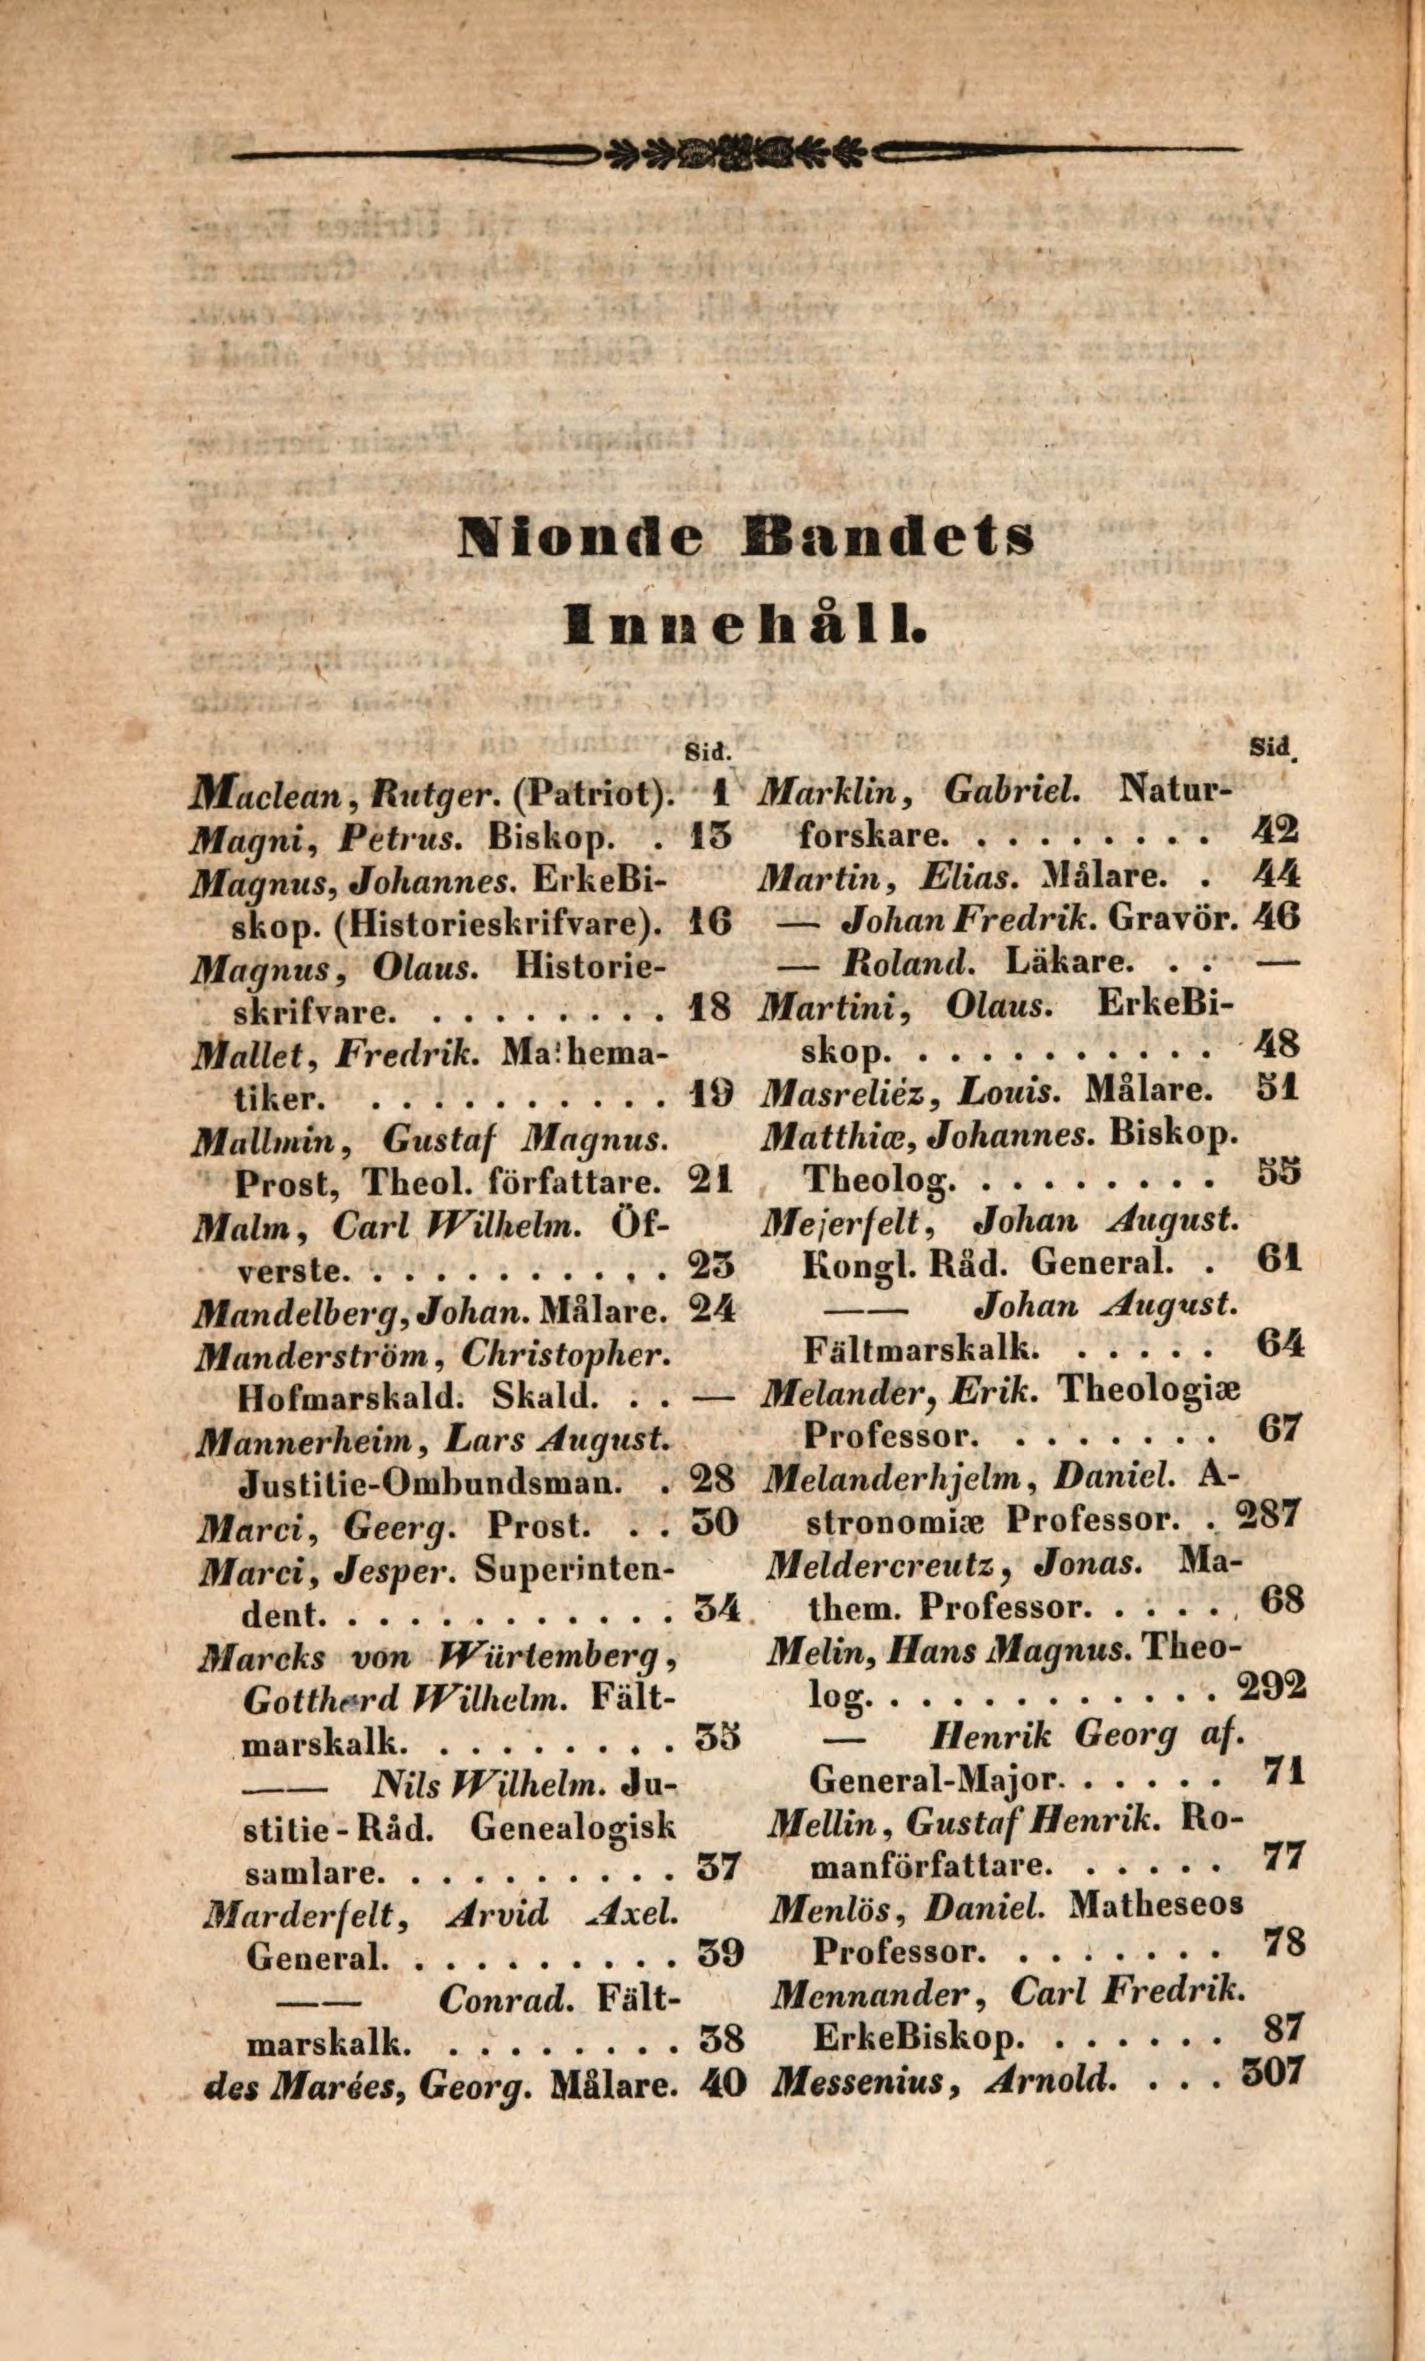 Nionde Bandets
Innehåll.
Sid.
Maclean, Rutger. (Patriot). 1
Magni, Petrus. Biskop. . 13
Magnus, Johannes. ErkeBi-
skop. (Historieskrifvare). 16
Magnus, Olaus. Historie-
skrifvare. . . . . . . . . 18
Mallet, Fredrik. Mathema-
tiker. . . . . . . . . . . 19
Mallmin, Gustaf Magnus.
Prost, Theol. författare. 21
Malm, Carl Wilhelm. Öf-
verste. . . . . . . . . . . 23
Mandelberg, Johan. Målare. 24
Manderström, Christopher.
Hofmarskald. Skald. . . —
Mannerheim, Lars August.
Justitie-Ombundsman. . 28
Marci, Geerg. Prost. . . 30
Marci, Jesper. Superinten-
dent. . . . . . . . . . . . 34
Marcks von Würtemberg,
Gotthard Wilhelm. Fält-
marskalk. . . . . . . . . 35
—— Nils Wilhelm. Ju-
stitie-Råd. Genealogisk
samlare. . . . . . . . . . 37
Marderfelt, Arvid Axel.
General. . . . . . . . . . 39
—— Conrad. Fält-
marskalk. . . . . . . . . 38
des Marées, Georg. Målare. 40
Sid.
Marklin, Gabriel. Natur-
forskare. . . . . . . . . 42
Martin, Elias. Målare. . 44
— Johan Fredrik. Gravör. 46
— Roland. Läkare. . . —
Martini, Olaus. ErkeBi-
skop. . . . . . . . . . . 48
Masreliéz, Louis. Målare. 51
Matthiæ, Johannes. Biskop.
Theolog. . . . . . . . . 55
Mejerfelt, Johan August.
Kongl. Råd. General. . 61
—— Johan August.
Fältmarskalk. . . . . . 64
Melander, Erik. Theologiæ
Professor. . . . . . . . 67
Melanderhjelm, Daniel. A-
stronomiæ Professor. . 287
Meldercreutz, Jonas. Ma-
them. Professor. . . . . . 68
Melin, Hans Magnus. Theo-
log. . . . . . . . . . . . 292
— Henrik Georg af.
General-Major. . . . . . 71
Mellin, Gustaf Henrik. Ro-
manförfattare. . . . . . 77
Menlös, Daniel. Matheseos
Professor. . . . . . . . 78
Mennander, Carl Fredrik.
ErkeBiskop. . . . . . . 87
Messenius, Arnold. . . . 307